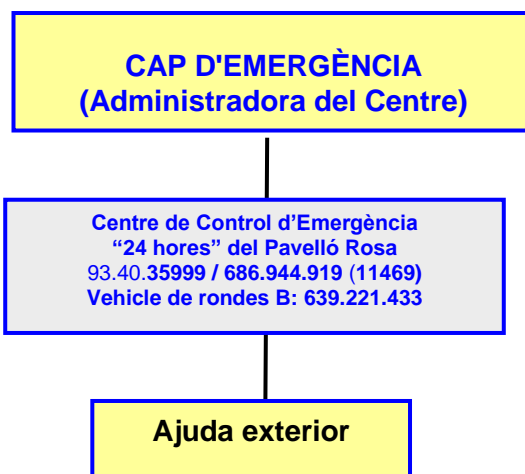 CAP D'EMERGÈNCIA
(Administradora del Centre)
Centre de Control d’Emergència
“24 hores” del Pavelló Rosa
93.40.35999 / 686.944.919 (11469)
Vehicle de rondes B: 639.221.433
Ajuda exterior